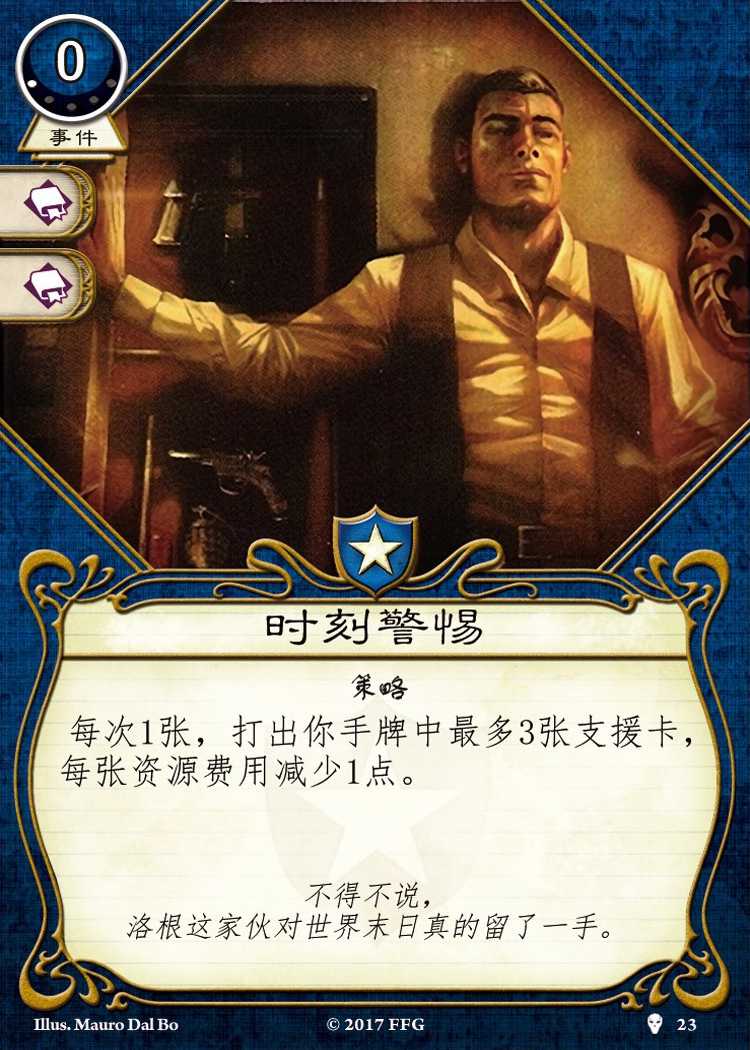 0
事件
时刻警惕
策略
每次1张，打出你手牌中最多3张支援卡，
每张资源费用减少1点。
不得不说，
洛根这家伙对世界末日真的留了一手。
Illus. Mauro Dal Bo
© 2017 FFG
23